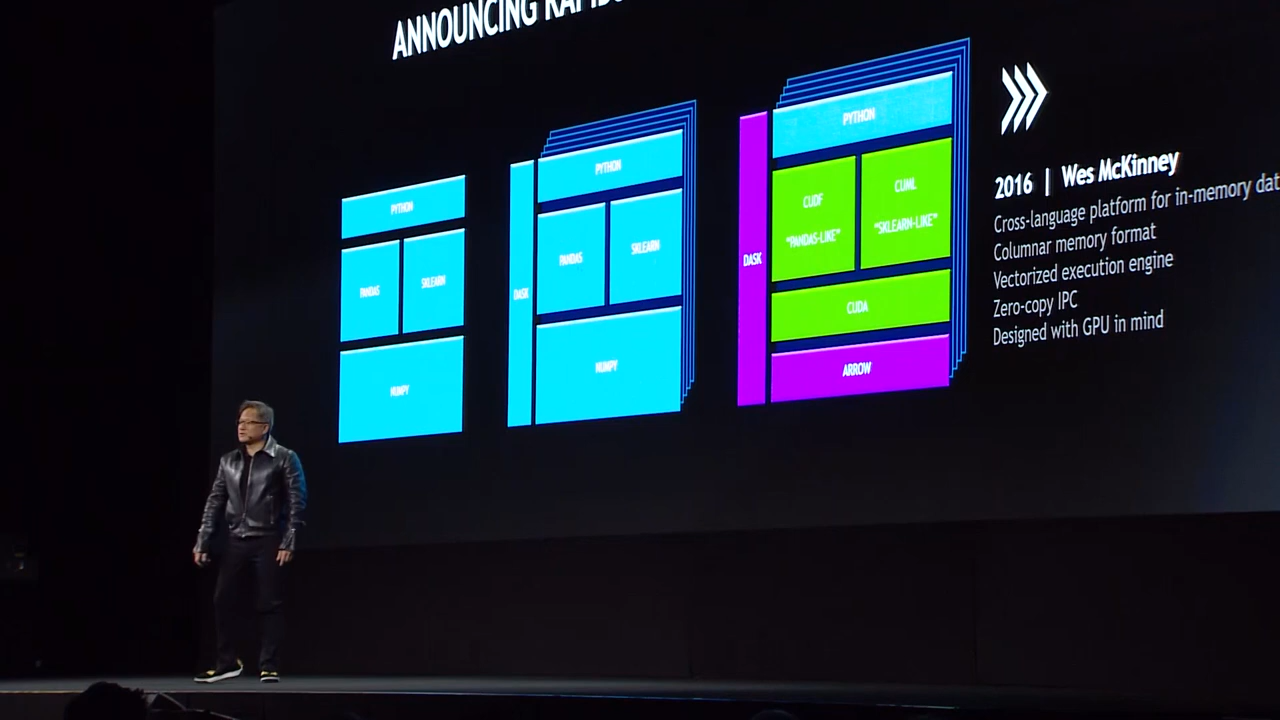 ANNOUNCING RAPIDS
PYTHON
PANDAS
SKLEARN
NUMPY
DASK
PYTHON
PANDAS
SKLEARN
NUMPY
DASK
PYTHON
CUDF
"PANDAS-LIKE"
CUML
"SKLEARN-LIKE"
CUDA
ARROW
2016 | Wes McKinney
Cross-language platform for in-memory dat
Columnar memory format
Vectorized execution engine
Zero-copy IPC
Designed with GPU in mind